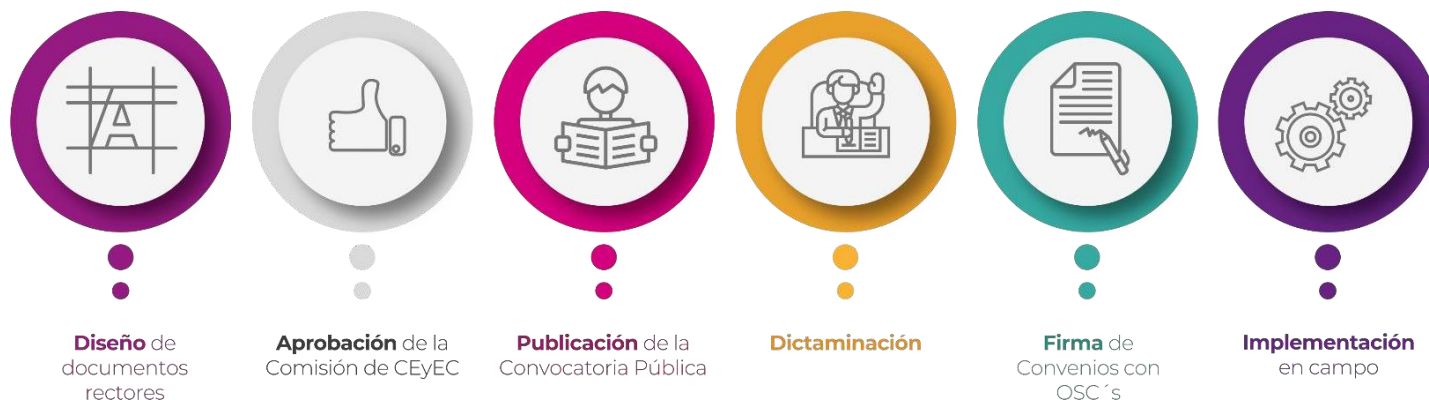 Diseño de
documentos
rectores
Aprobación de la
Comisión de CEyEC
Publicación de la
Convocatoria Pública
Dictaminación
Firma de
Convenios con
OSC´s
Implementación
en campo